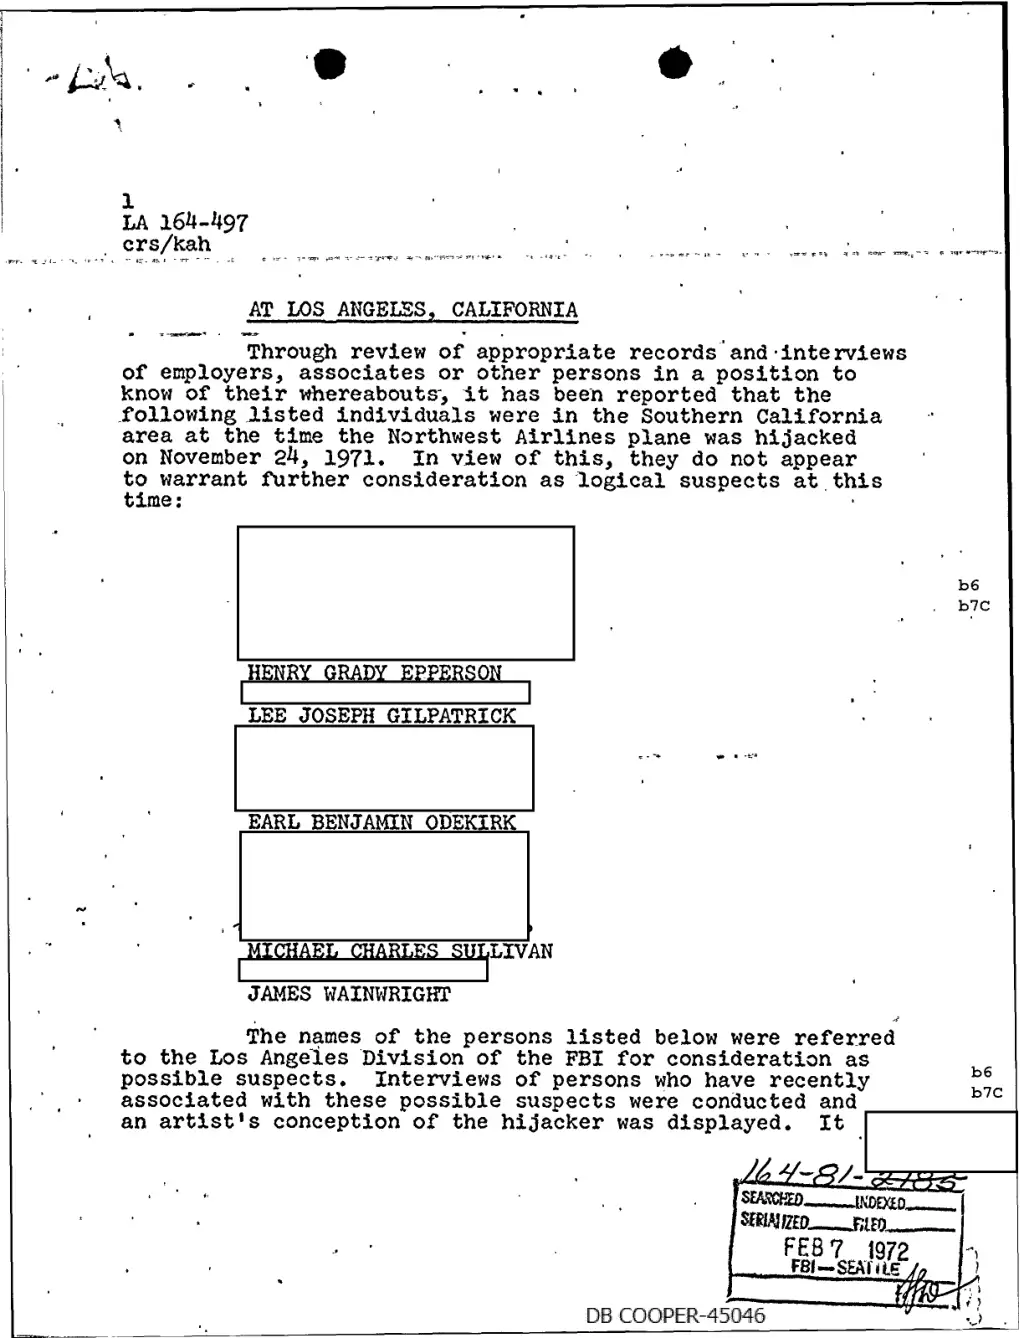 1
LA 164-497
crs/kah
AT LOS ANGELES, CALIFORNIA
Through review of appropriate records and interviews
of employers, associates or other persons in a position to
know of their whereabouts, it has been reported that the
following listed individuals were in the Southern California
area at the time the Northwest Airlines plane was hijacked
on November 24, 1971. In view of this, they do not appear
to warrant further consideration as logical suspects at this
time:
b6
b7C
HENRY GRADY EPPERSON
LEE JOSEPH GILPATRICK
EARL BENJAMIN ODEKIRK
MICHAEL CHARLES SULLIVAN
JAMES WAINWRIGHT
The names of the persons listed below were referred
to the Los Angeles Division of the FBI for consideration as
possible suspects. Interviews of persons who have recently
associated with these possible suspects were conducted and
an artist's conception of the hijacker was displayed. It
b6
b7C
164-81-2185
SEARCHED INDEXED
SERIALIZED FILED
FEB 7 1972
FBI-SEATTLE
DB COOPER-45046